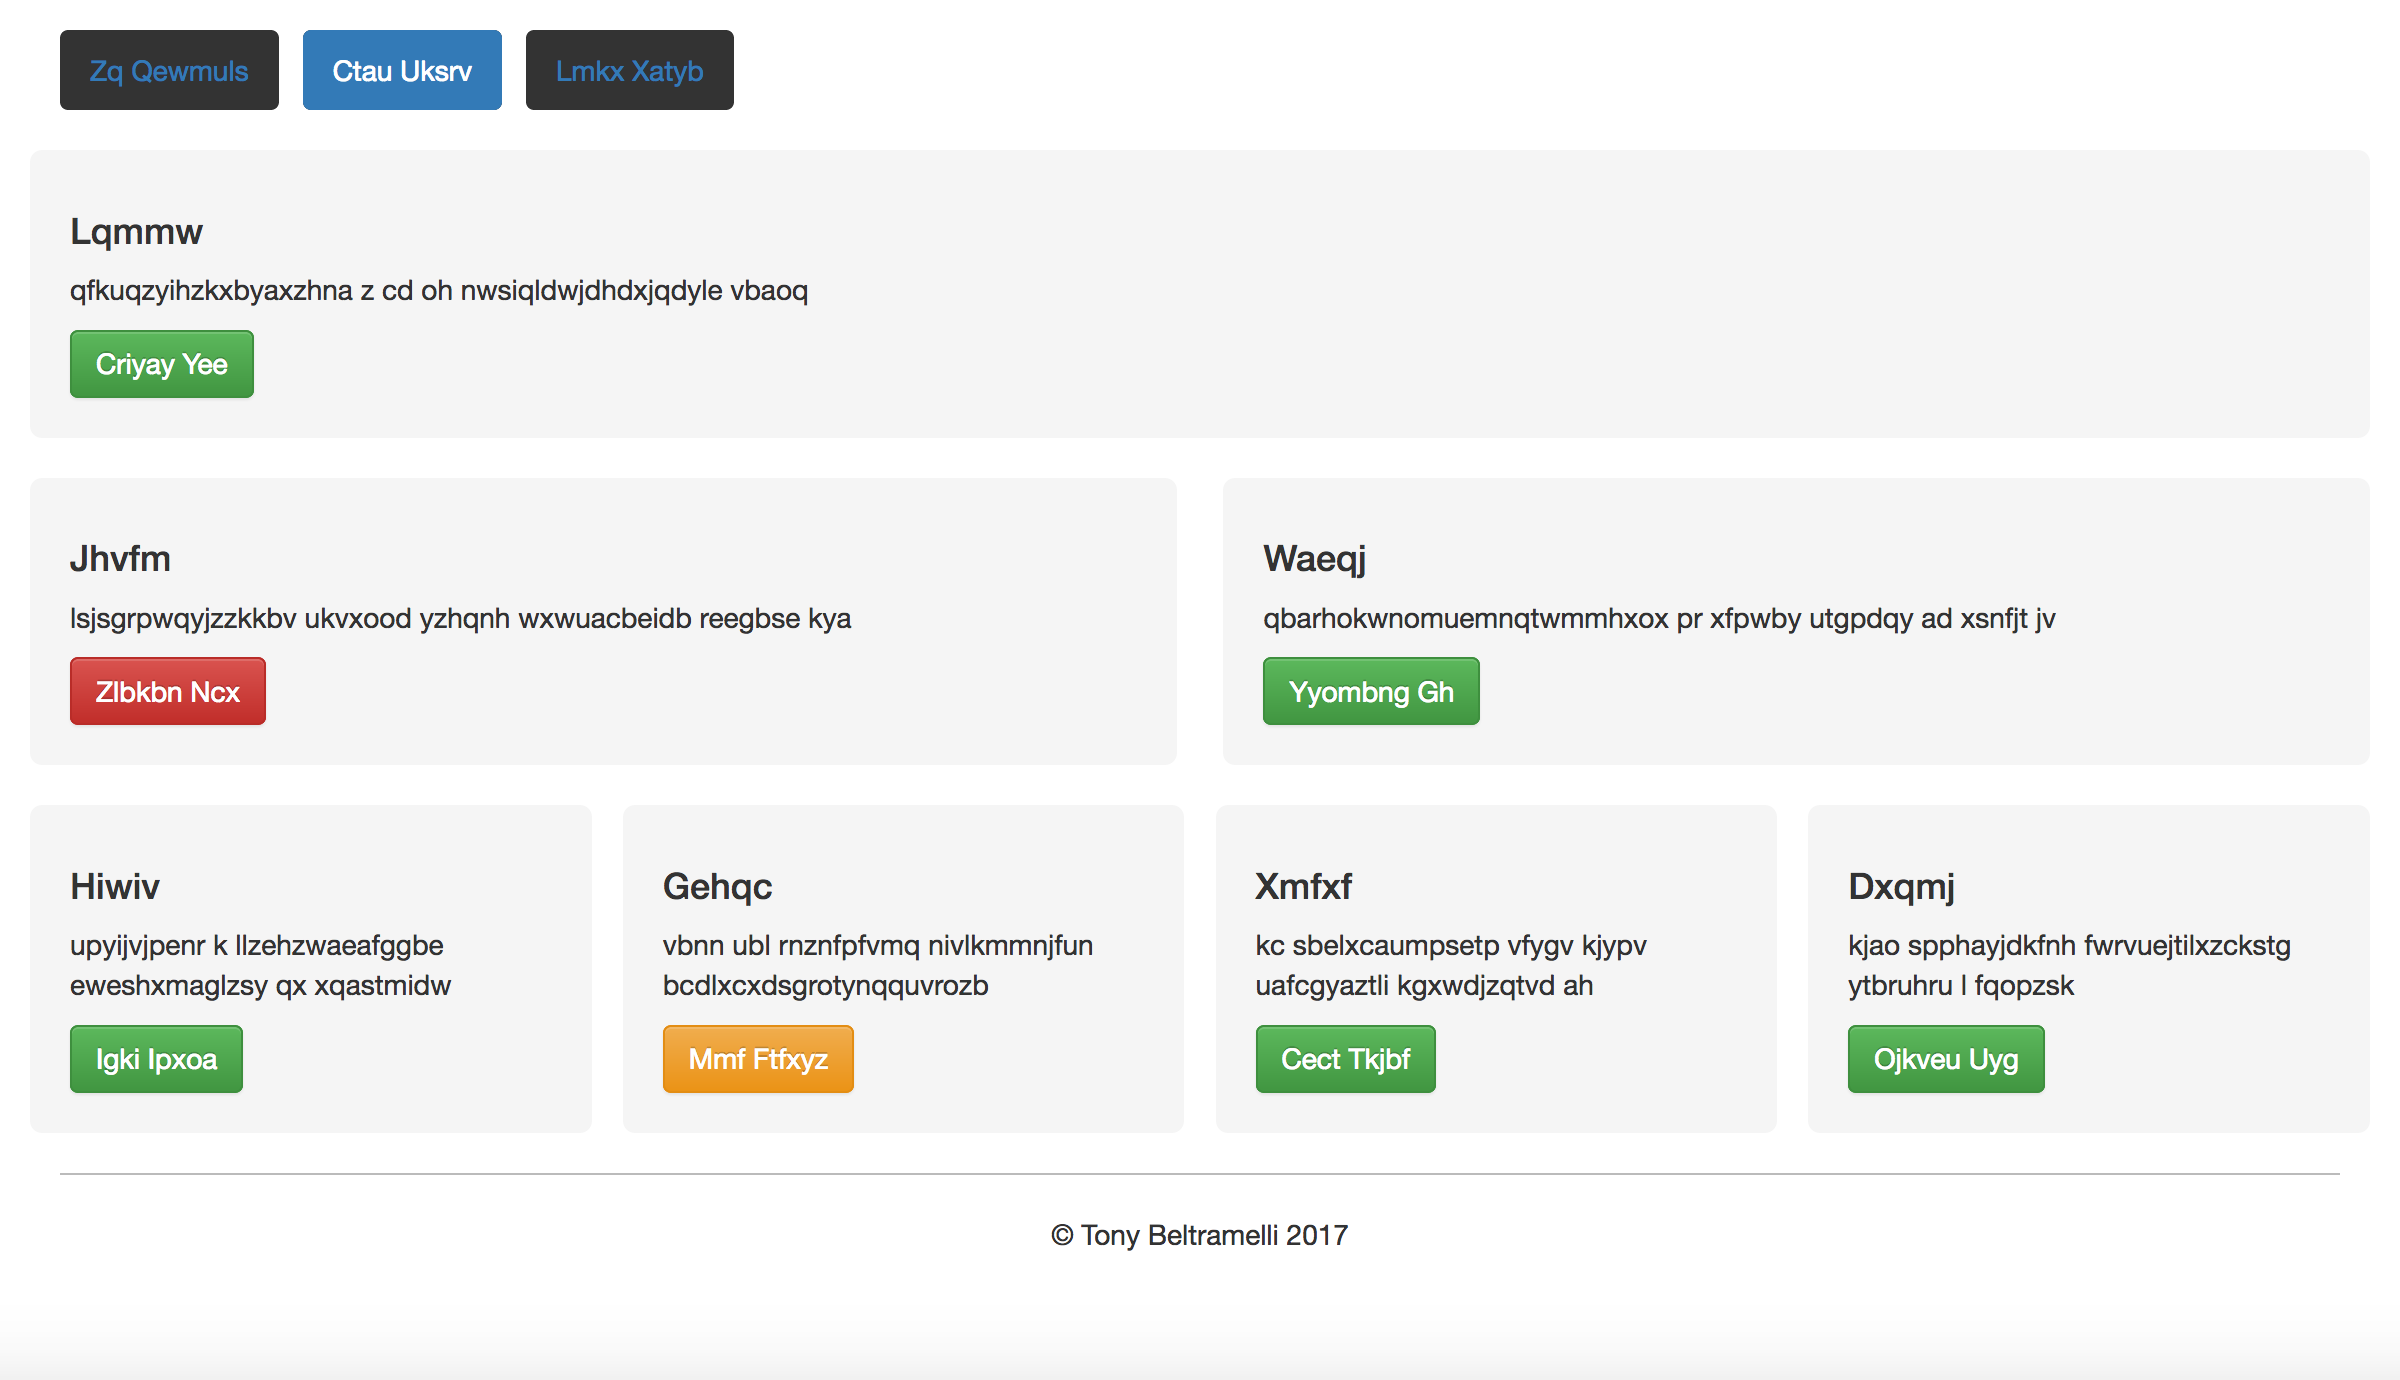 Zq Qewmuls
Ctau Uksrv
Lmkx Xatyb
Lqmmw
qfkuqzyihzkxbyaxzhna z cd oh nwsiqldwjdhdxjqdyle vbaoq
Criyay Yee
Jhvfm
lsjsgrpwqyjzzkkbv ukvxood yzhqnh wxwuacbeidb reegbse kya
Zlbkbn Ncx
Waeqj
qbarhokwnomuemnqtwmmhxox pr xfpwby utgpdqy ad xsnfjt jv
Yyombng Gh
Hiwiv
upyijvjpenr k llzehzwaeafggbe
eweshxmaglzsy qx xqastmidw
Igki Ipxoa
Gehqc
vbnn ubl rnznfpfvmq nivlkmmnjfun
bcdlxcxdsgrotynqquvrozb
Mmf Ftfxyz
Xmfxf
kc sbelxcaumpsetp vfygv kjypv
uafcgyaztli kgxwdjzqtvd ah
Cect Tkjbf
Dxqmj
kjao spphayjdkfnh fwrvuejtilxzckstg
ytbruhru l fqopzsk
Ojkveu Uyg
© Tony Beltramelli 2017